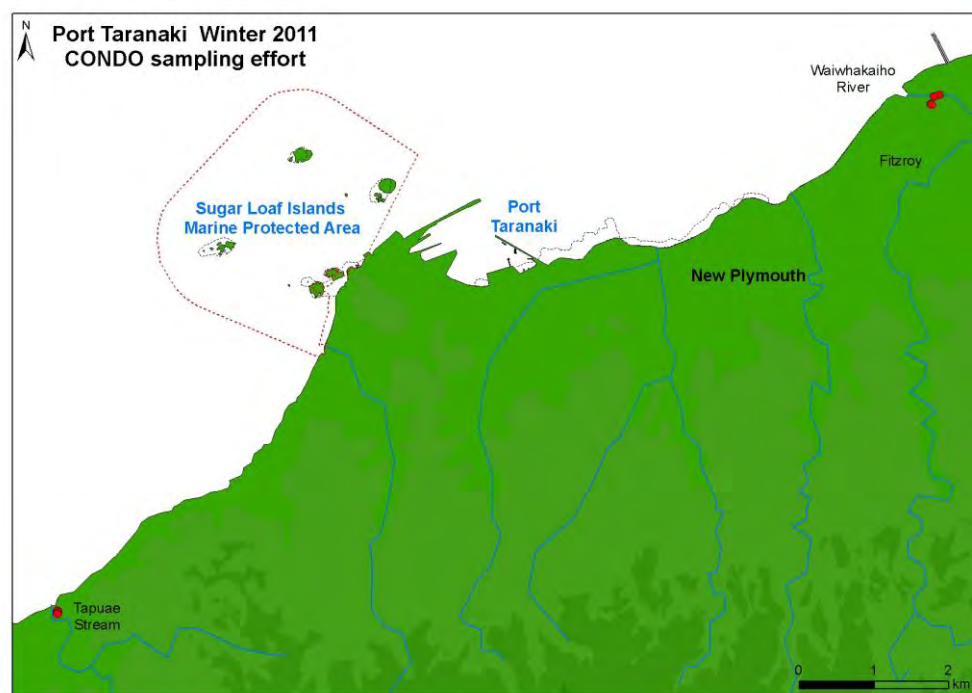 N
Port Taranaki Winter 2011
CONDO sampling effort
Waiwhakaiho
River
Fitzroy
Sugar Loaf Islands
Marine Protected Area
Port
Taranaki
New Plymouth
Tapuae
Stream
0 1 2
km